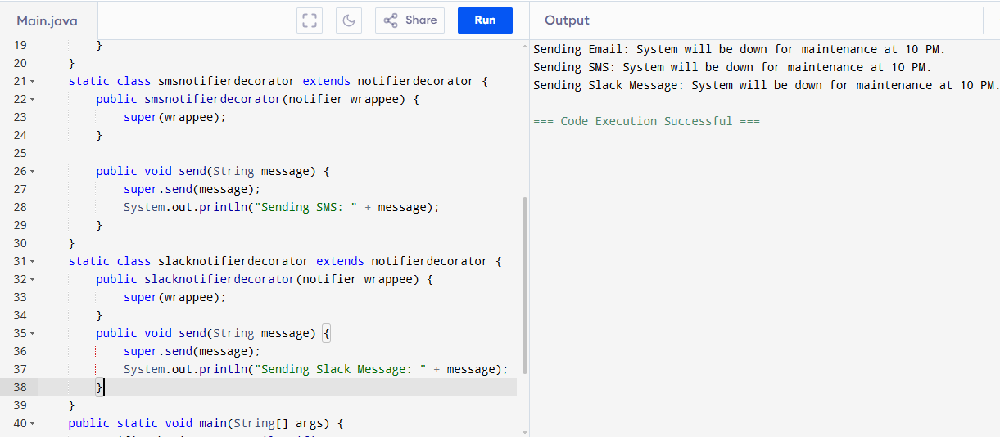 Main.java
Share
Run
Output
19 }
20 }
21 static class smsnotifierdecorator extends notifierdecorator {
22 public smsnotifierdecorator(notifier wrappee) {
23 super(wrappee);
24 }
25
26 public void send(String message) {
27 super.send(message);
28 System.out.println("Sending SMS: " + message);
29 }
30 }
31 static class slacknotifierdecorator extends notifierdecorator {
32 public slacknotifierdecorator(notifier wrappee) {
33 super(wrappee);
34 }
35 public void send(String message) {
36 super.send(message);
37 System.out.println("Sending Slack Message: " + message);
38 }
39 }
40 public static void main(String[] args) {
Sending Email: System will be down for maintenance at 10 PM.
Sending SMS: System will be down for maintenance at 10 PM.
Sending Slack Message: System will be down for maintenance at 10 PM.
=== Code Execution Successful ===